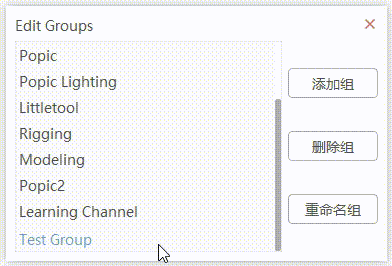 Edit Groups
Popic
Popic Lighting
Littletool
Rigging
Modeling
Popic2
Learning Channel
Test Group
添加组
删除组
重命名组